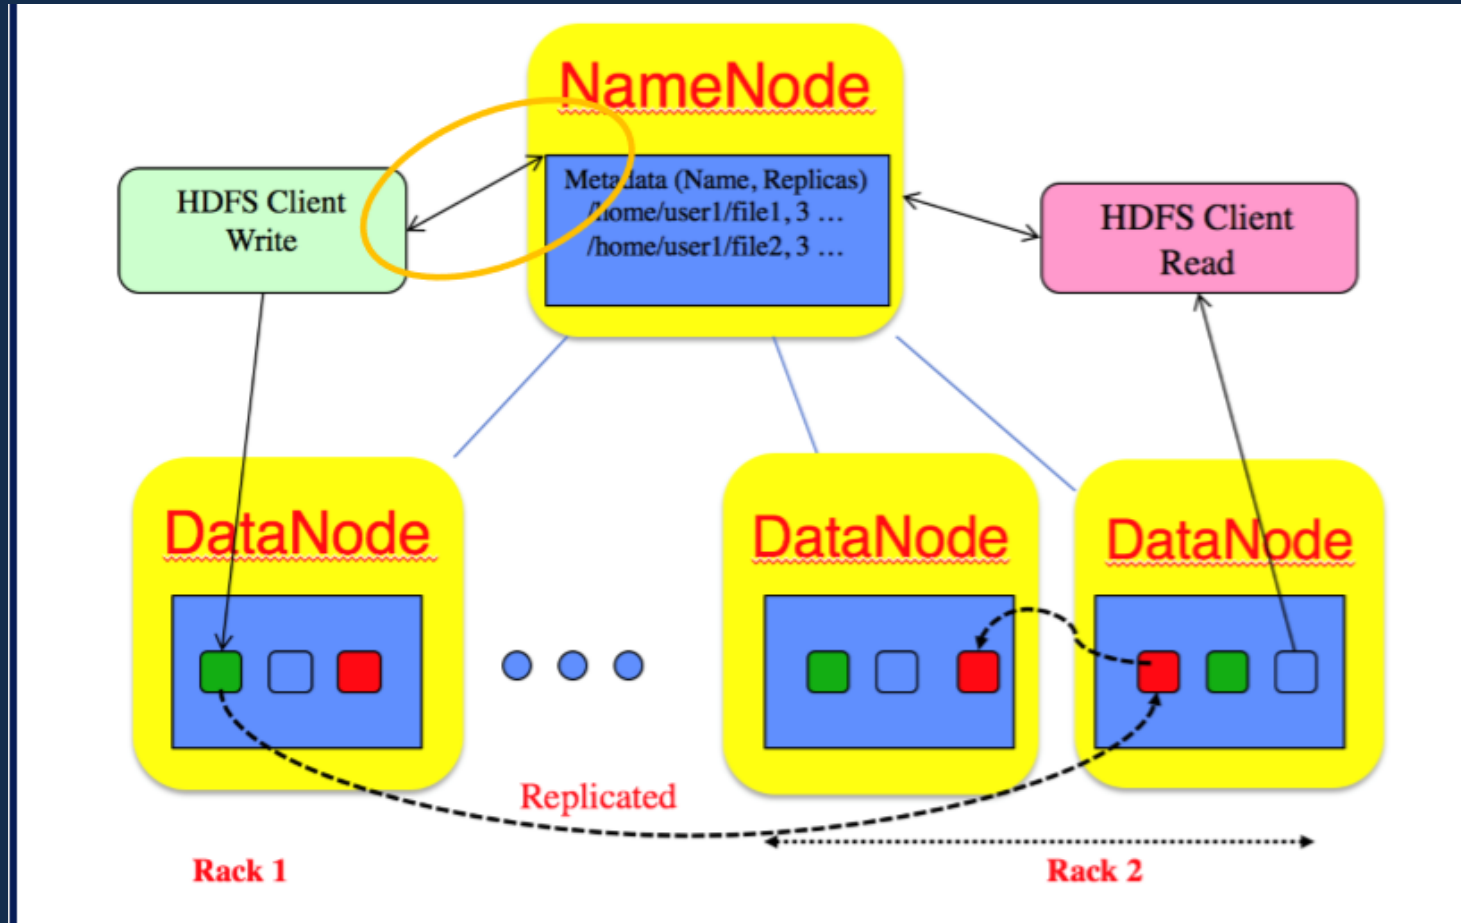 NameNode
HDFS Client
Write
Metadata (Name, Replicas)
/home/user1/file1, 3 ...
/home/user1/file2, 3 ...
HDFS Client
Read
DataNode
DataNode
DataNode
Replicated
Rack 1
Rack 2